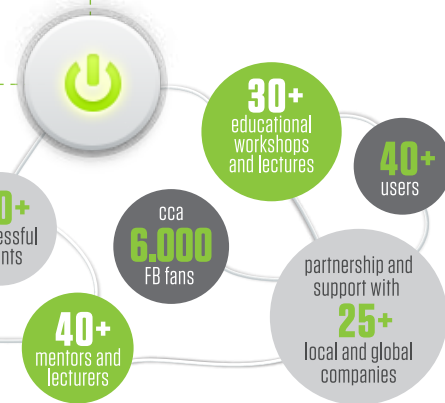 30+
educational
workshops
and lectures
40+
users
cca
6.000
FB fans
partnership and
support with
25+
local and global
companies
40+
mentors and
lecturers